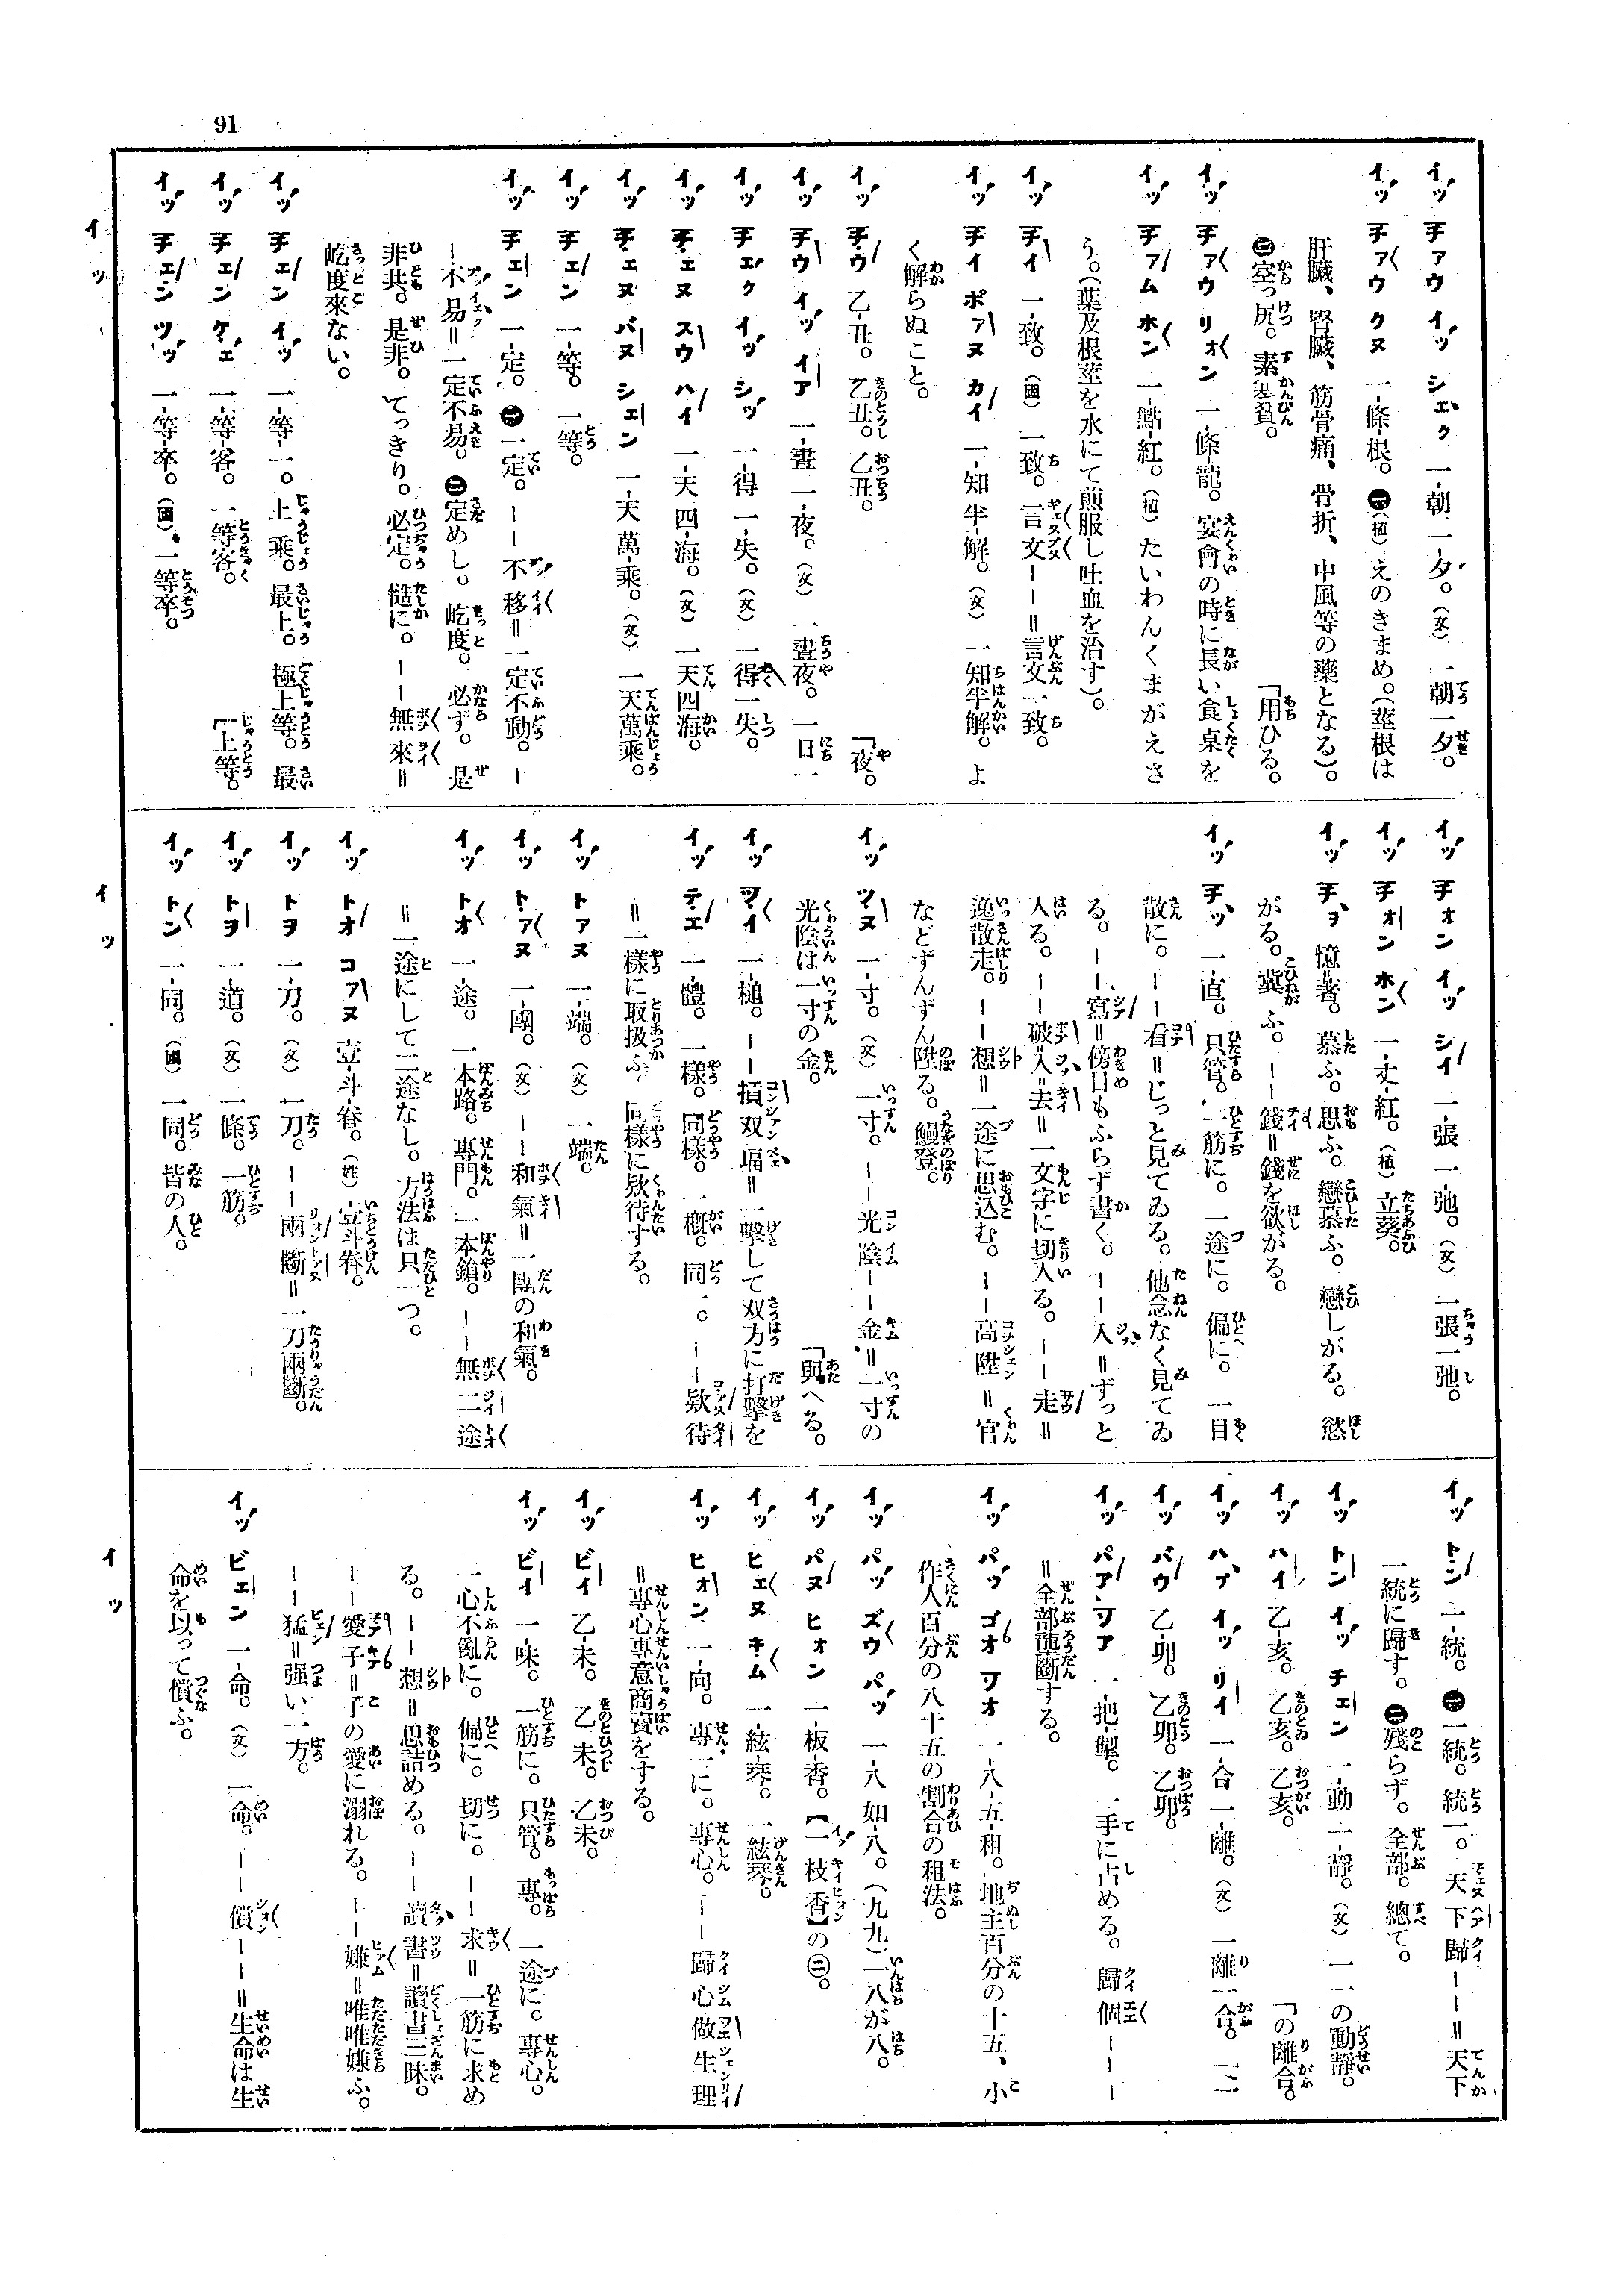 91
イッ チァウ イッ シェク 一-朝 一-夕。(文) 一朝一夕。
イッ チァウ クヌ 一-條-根。㊀(植)えのきまめ。(莖根は
肝臟、腎臟、筋骨痛、骨折、中風等の藥となる)。
㊁空っ尻。素寒貧。 「用ひる。
イッ チァウ リォン 一-條-龍。宴會の時に長い食桌を
イッ チァム ホン 一-點-紅。(植)たいわんくまがえさ
う。(葉及根莖を水にて煎服し吐血を治す)。
イッ チイ 一-致。(國) 一致。言文――=言文一致。
イッ チイ ポァヌ カイ 一-知 半-解。(文) 一知半解。よ
く解らぬこと。
イッ チウ 乙-丑。乙丑。乙丑。 「夜。
イッ チウ イッ イア 一-晝 一-夜。(文) 一晝夜。一日一
イッ チェク イッ シッ 一-得 一-失。(文) 一得一失。
イッ チェヌ スウ ハイ 一-天 四-海。(文) 一天四海。
イッ チェヌ バヌ シェン 一-天 萬-乘。(文) 一天萬乘。
イッ チェン 一-等。一等。
イッ チェン 一-定。㊀一定。――不移=一定不動。―
―不易=一定不易。㊁定めし。屹度。必ず。是
非共。是非。てっきり。必定。慥に。――無來=
屹度來ない。
イッ チェン イッ 一-等-一。上乘。最上。極上等。最
イッ チェン ケェ 一-等-客。一等客。 「上等。
イッ チェン ツッ 一-等-卒。(國)、一等卒。
イッ
イッ チォン イッ シイ 一-張 一-弛。(文) 一張一弛。
イッ チォン ホン 一-丈-紅。(植) 立葵。
イッ チヲ 憶=著。慕ふ。思ふ。戀慕ふ。戀しがる。慾
がる。冀ふ。――錢=錢を欲がる。
イッ チッ 一-直。只管。一筋に。一途に。偏に。一目
散に。――看=じっと見てゐる。他念なく見てゐ
る。――寫=傍目もふらず書く。――入=ずっと
入る。――破=入=去=一文字に切入る。――走=
逸散走。――想=一途に思込む。――高陞=官
などずんずん陞る。鰻登。
イッ ツヌ 一-寸。(文) 一寸。――光陰――金=一寸の
光陰は一寸の金。 「與へる。
イッ ツイ 一-槌。――摃双𤗲=一擊して双方に打擊を
イッ テエ 一-體。一樣。同樣。一槪。同一。――欵待
=一樣に取扱ふ。同樣に欵待する。
イッ トァヌ 一-端。(文) 一端。
イッ トァヌ 一-團。(文) ――和氣=一團の和氣。
イッ トオ 一-途。一本路。專門。一本鎗。――無二途
=一途にして二途なし。方法は只一つ。
イッ トオ コァヌ 壹-斗-眷。(姓) 壹斗眷。
イッ トヲ 一-刀。(文) 一刀。――兩斷=一刀兩斷。
イッ トヲ 一-道。(文) 一條。一筋。
イッ トン 一-同。(國) 一同。皆の人。
イッ
イッ トン 一-統。㊀一統。統一。天下歸――=天下
一統に歸す。㊁殘らず。全部。總て。
イッ トン イッ チェン 一-動 一-靜。(文) 一一の動靜。
イッ ハイ 乙-亥。乙亥。乙亥。 「の離合。
イッ ハプ イッ リイ 一-合 一-離。(文) 一離一合。一二
イッ バウ 乙-卯。乙卯。乙卯。
イッ パア ツア 一-把-掣。一手に占める。歸個―――
=全部壟斷する。
イッ パッ ゴオ ツオ 一-八-五-租。地主百分の十五、小
作人百分の八十五の割合の租法。
イッ パッ ズウ パッ 一-八 如-八。(九九)一八が八。
イッ パヌ ヒォン 一-板-香。【一枝香】の㊁。
イッ ヒェヌ キム 一-絃-琴。一絃琴。
イッ ヒォン 一-向。專一に。專心。――歸心做生理
=專心專意商賣をする。
イッ ビイ 乙-未。乙未。乙未。
イッ ビイ 一-味。一筋に。只管。專。一途に。專心。
一心不亂に。偏に。切に。――求=一筋に求め
る。――想=思詰める。――讀書=讀書三昧。
――愛子=子の愛に溺れる。――嫌=唯唯嫌ふ。
――猛=强い一方。
イッ ビェン 一-命。(文) 一命。――償――=生命は生
命を以って償ふ。
イッ